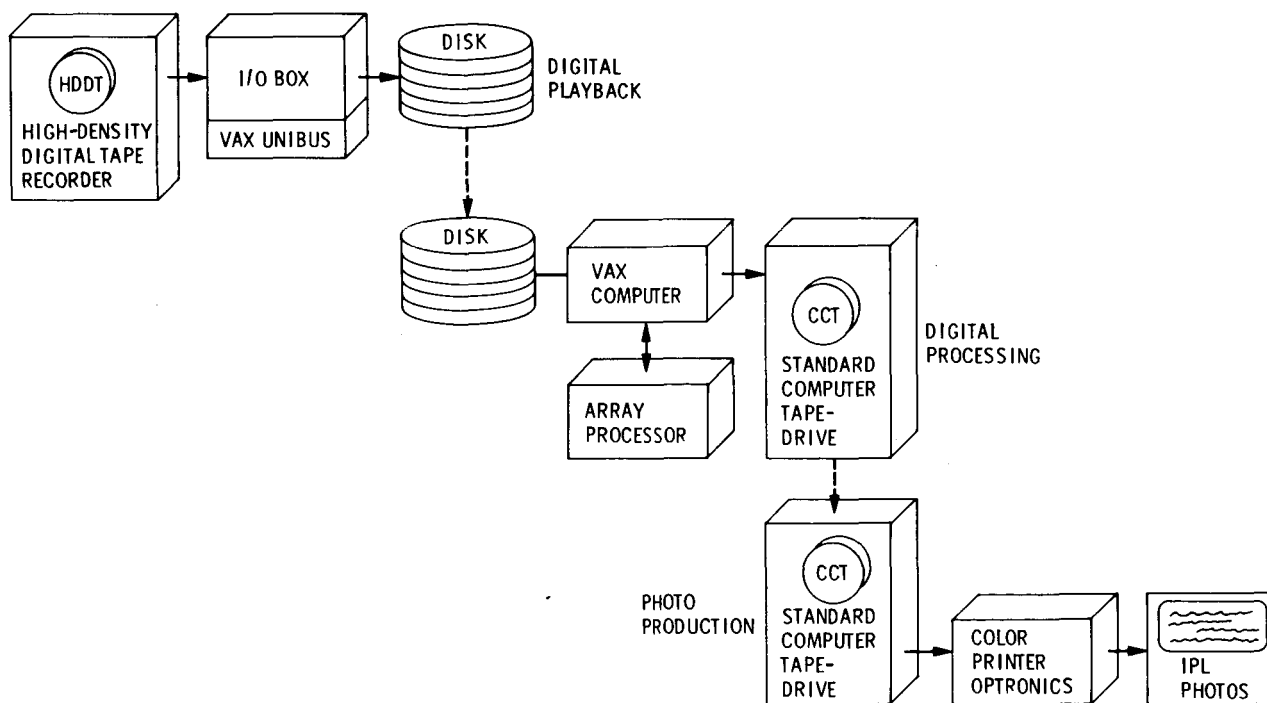 HDDT
HIGH-DENSITY
DIGITAL TAPE
RECORDER
I/O BOX
VAX UNIBUS
DISK
DIGITAL
PLAYBACK
DISK
VAX
COMPUTER
ARRAY
PROCESSOR
CCT
STANDARD
COMPUTER
TAPE-
DRIVE
DIGITAL
PROCESSING
PHOTO
PRODUCTION
CCT
STANDARD
COMPUTER
TAPE-
DRIVE
COLOR
PRINTER
OPTRONICS
IPL
PHOTOS